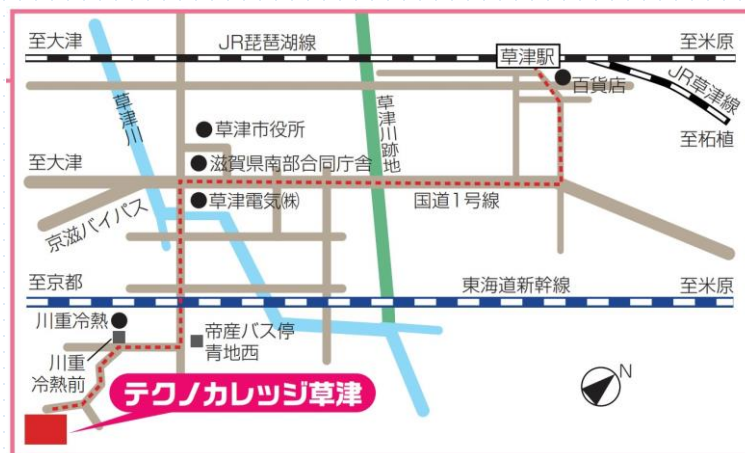 至大津
JR琵琶湖線
草津駅
至米原
百貨店
JR草津線
至柘植
草津川
草津川跡地
草津市役所
滋賀県南部合同庁舎
至大津
草津電気㈱
国道1号線
京滋バイパス
至京都
東海道新幹線
至米原
川重冷熱
川重
冷熱前
帝産バス停
青地西
N
テクノカレッジ草津